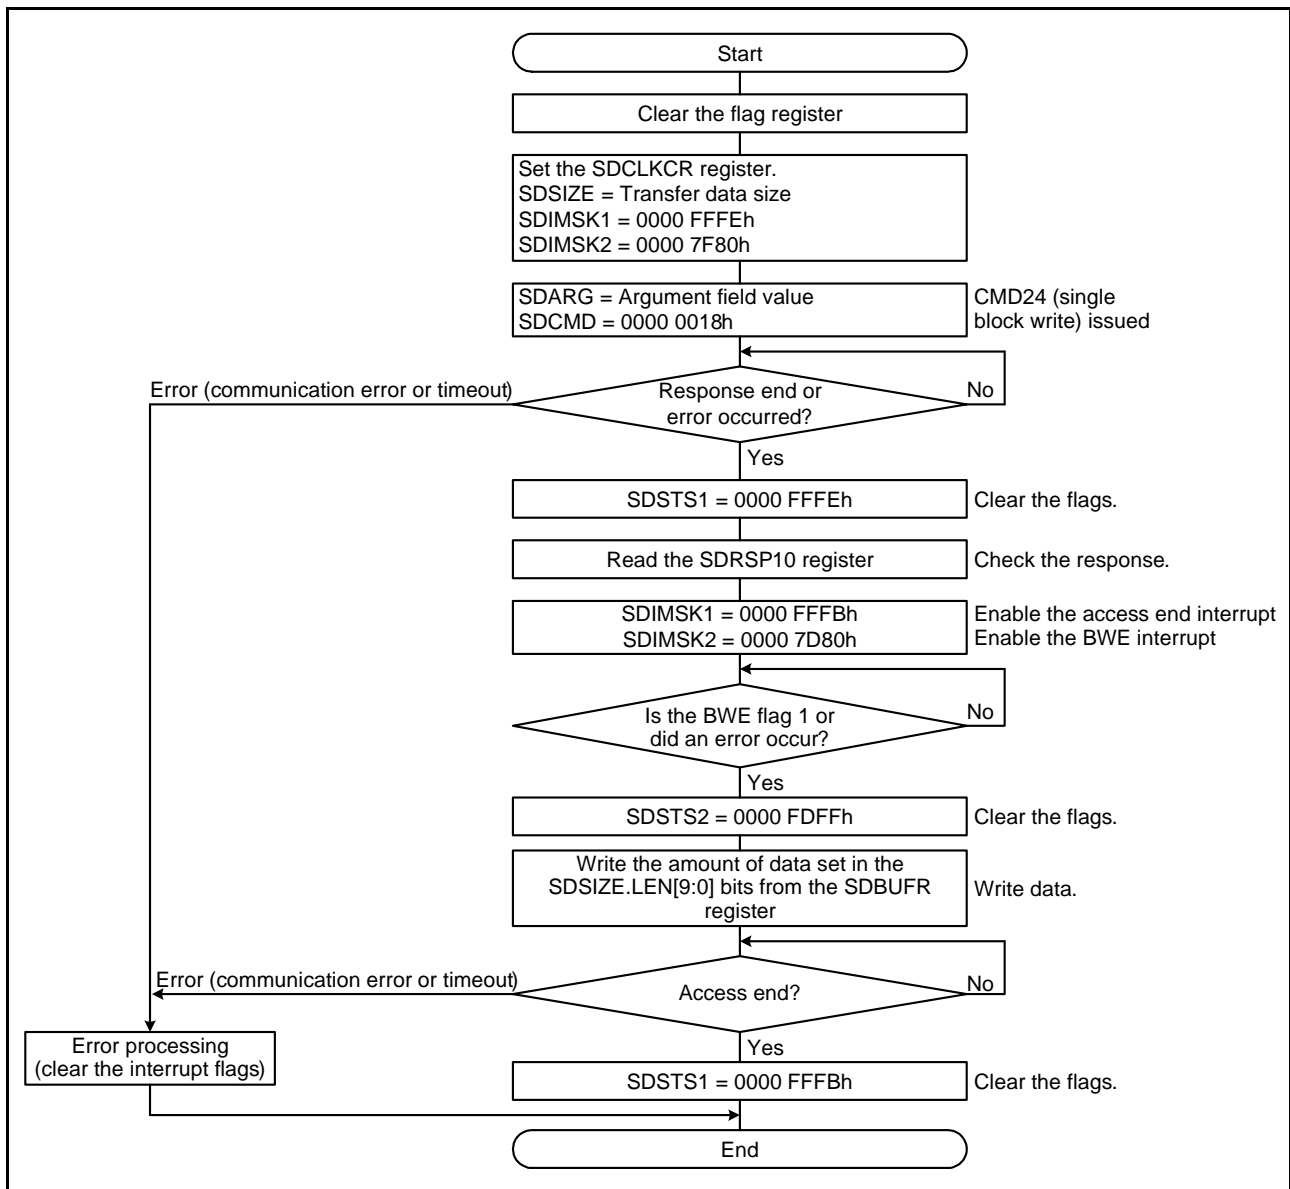 Start
Clear the flag register
Set the SDCLKCR register.
SDSIZE = Transfer data size
SDIMSK1 = 0000 FFFEh
SDIMSK2 = 0000 7F80h
SDARG = Argument field value
SDCMD = 0000 0018h
CMD24 (single
block write) issued
Error (communication error or timeout)
Response end or
error occurred?
No
Yes
SDSTS1 = 0000 FFFEh
Clear the flags.
Read the SDRSP10 register
Check the response.
SDIMSK1 = 0000 FFFBh
SDIMSK2 = 0000 7D80h
Enable the access end interrupt
Enable the BWE interrupt
Is the BWE flag 1 or
did an error occur?
No
Yes
SDSTS2 = 0000 FDFFh
Clear the flags.
Write the amount of data set in the
SDSIZE.LEN[9:0] bits from the SDBUFR
register
Write data.
Error (communication error or timeout)
Access end?
No
Yes
Error processing
(clear the interrupt flags)
SDSTS1 = 0000 FFFBh
Clear the flags.
End